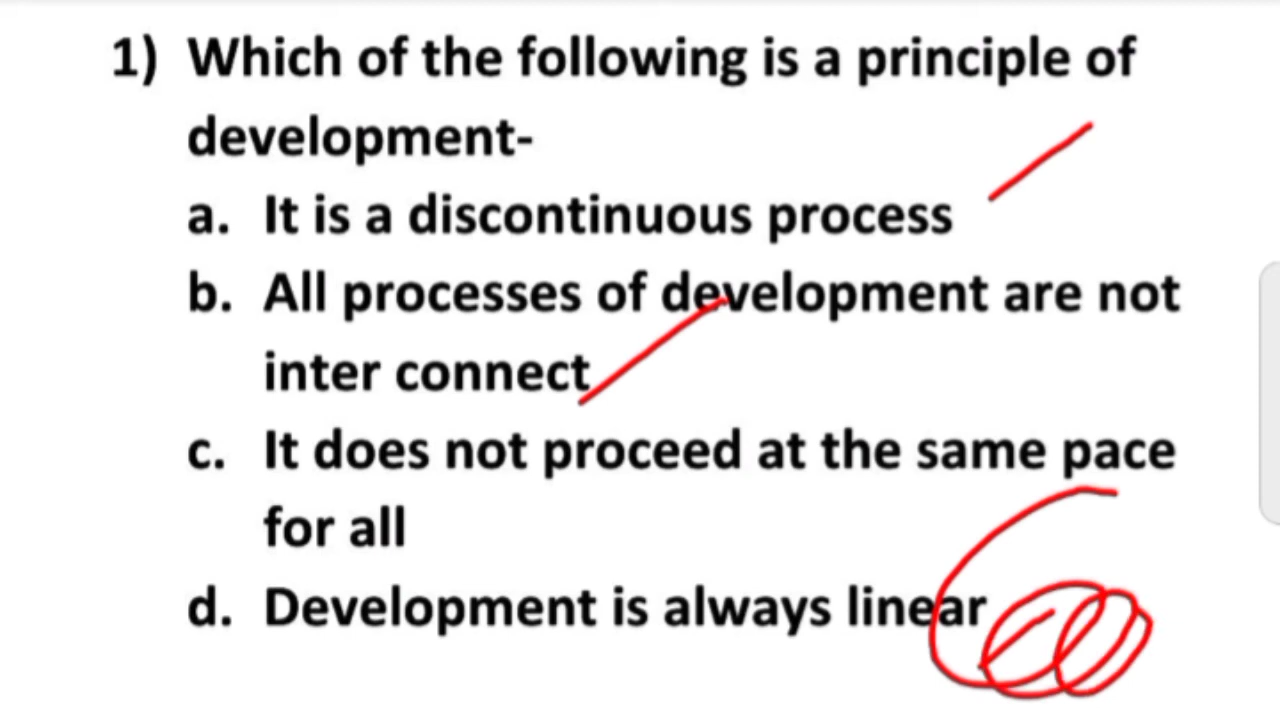 1) Which of the following is a principle of
development-
a. It is a discontinuous process
b. All processes of development are not
inter connect
c. It does not proceed at the same pace
for all
d. Development is always linear